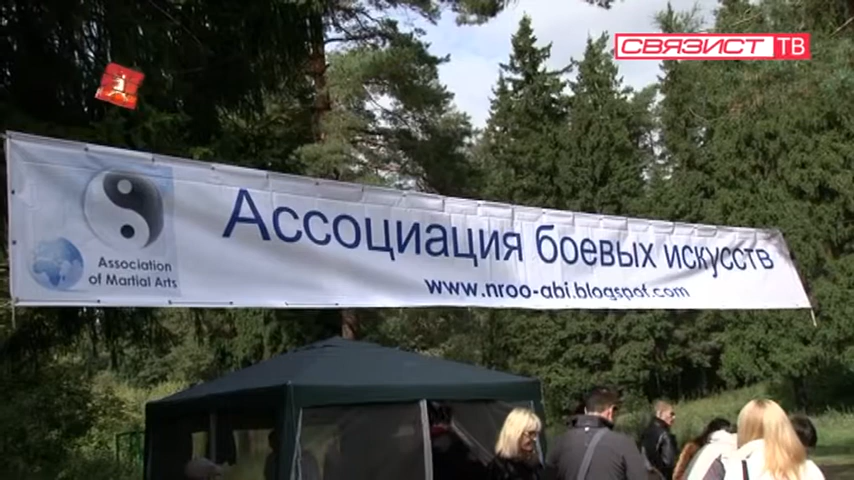 СВЯЗИСТ ТВ
Ассоциация боевых искусств
Association
of Martial Arts
www.nroo-abi.blogspot.com